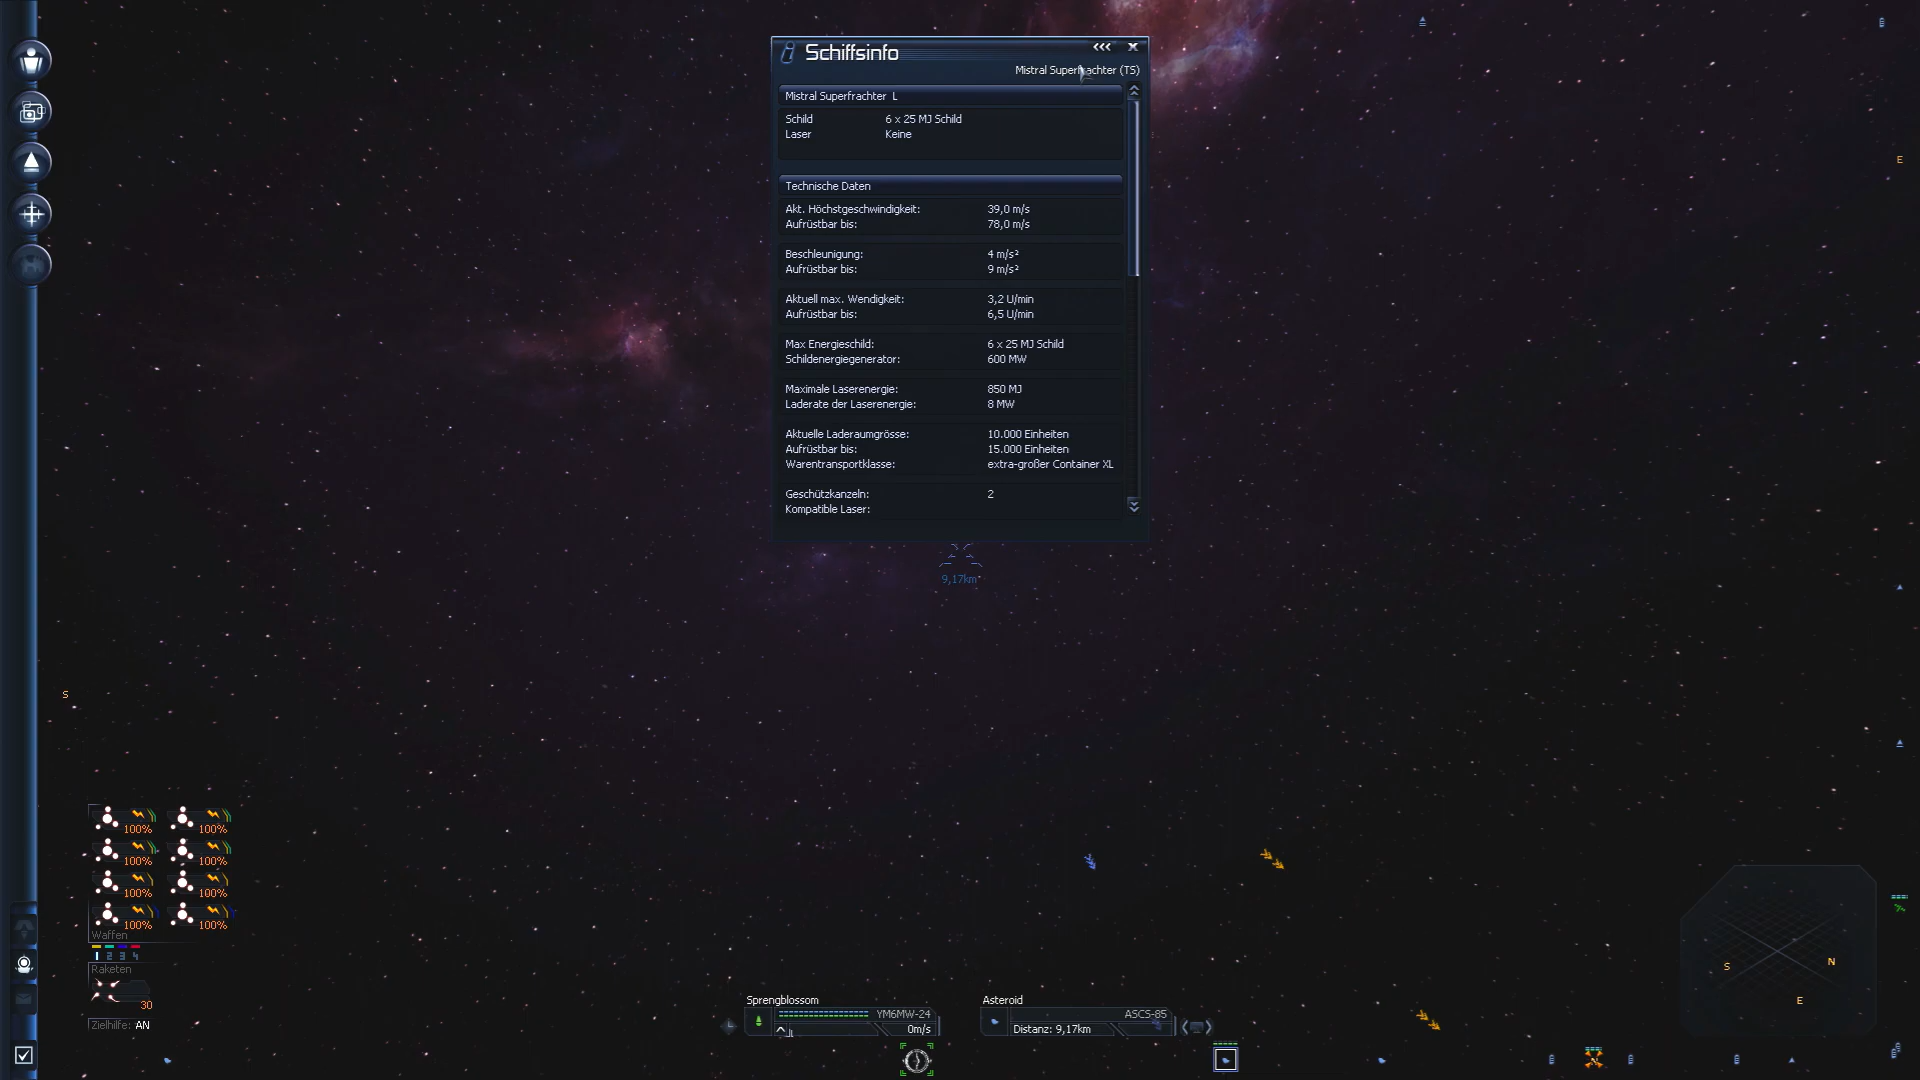 Schiffsinfo
Mistral Superfrachter (TS)
Mistral Superfrachter L
Schild 6 x 25 MJ Schild
Laser Keine
Technische Daten
Akt. Höchstgeschwindigkeit: 39,0 m/s
Aufrüstbar bis: 78,0 m/s
Beschleunigung: 4 m/s²
Aufrüstbar bis: 9 m/s²
Aktuell max. Wendigkeit: 3,2 U/min
Aufrüstbar bis: 6,5 U/min
Max Energieschild: 6 x 25 MJ Schild
Schildenergiegenerator: 600 MW
Maximale Laserenergie: 850 MJ
Laderate der Laserenergie: 8 MW
Aktuelle Laderaumgrösse: 10.000 Einheiten
Aufrüstbar bis: 15.000 Einheiten
Warentransportklasse: extra-großer Container XL
Geschützkanzeln: 2
Kompatible Laser:
9,17km
E
S
100% 100%
100% 100%
100% 100%
100% 100%
Waffen
1 2 3 4
Raketen
30
Zielhilfe: AN
Sprengblossom
YM6MW-24
0m/s
Asteroid
ASCS-85
Distanz: 9,17km
S N
E